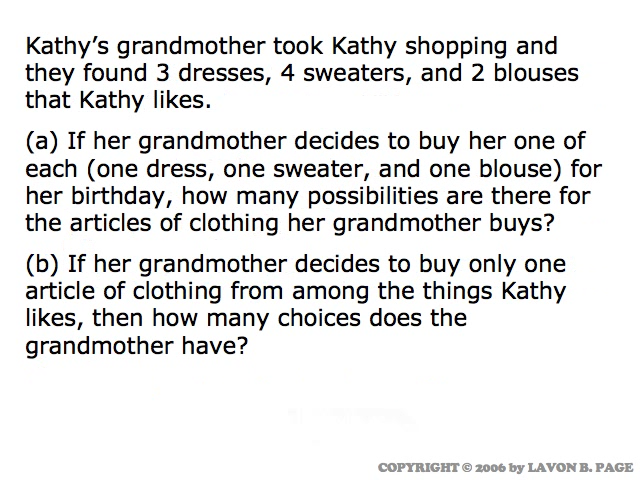 Kathy’s grandmother took Kathy shopping and
they found 3 dresses, 4 sweaters, and 2 blouses
that Kathy likes.
(a) If her grandmother decides to buy her one of
each (one dress, one sweater, and one blouse) for
her birthday, how many possibilities are there for
the articles of clothing her grandmother buys?
(b) If her grandmother decides to buy only one
article of clothing from among the things Kathy
likes, then how many choices does the
grandmother have?
COPYRIGHT © 2006 by LAVON B. PAGE